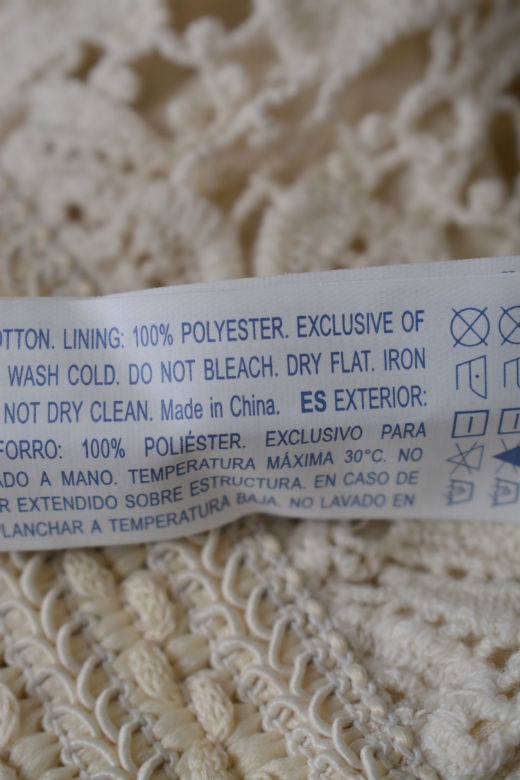 OTTON. LINING: 100% POLYESTER. EXCLUSIVE OF
WASH COLD. DO NOT BLEACH. DRY FLAT. IRON
NOT DRY CLEAN. Made in China. ES EXTERIOR:
FORRO: 100% POLIÉSTER. EXCLUSIVO PARA
ADO A MANO. TEMPERATURA MÁXIMA 30°C. NO
R EXTENDIDO SOBRE ESTRUCTURA. EN CASO DE
PLANCHAR A TEMPERATURA BAJA. NO LAVADO EN